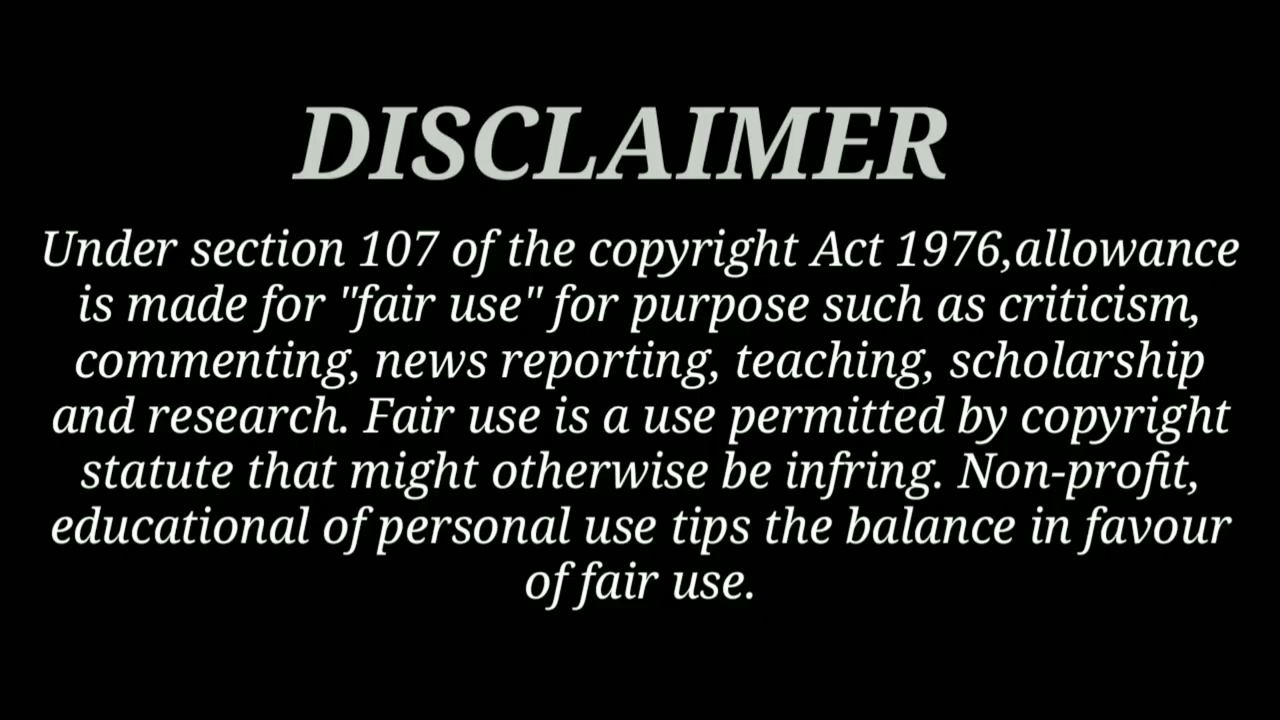 DISCLAIMER
Under section 107 of the copyright Act 1976,allowance
is made for "fair use" for purpose such as criticism,
commenting, news reporting, teaching, scholarship
and research. Fair use is a use permitted by copyright
statute that might otherwise be infring. Non-profit,
educational of personal use tips the balance in favour
of fair use.